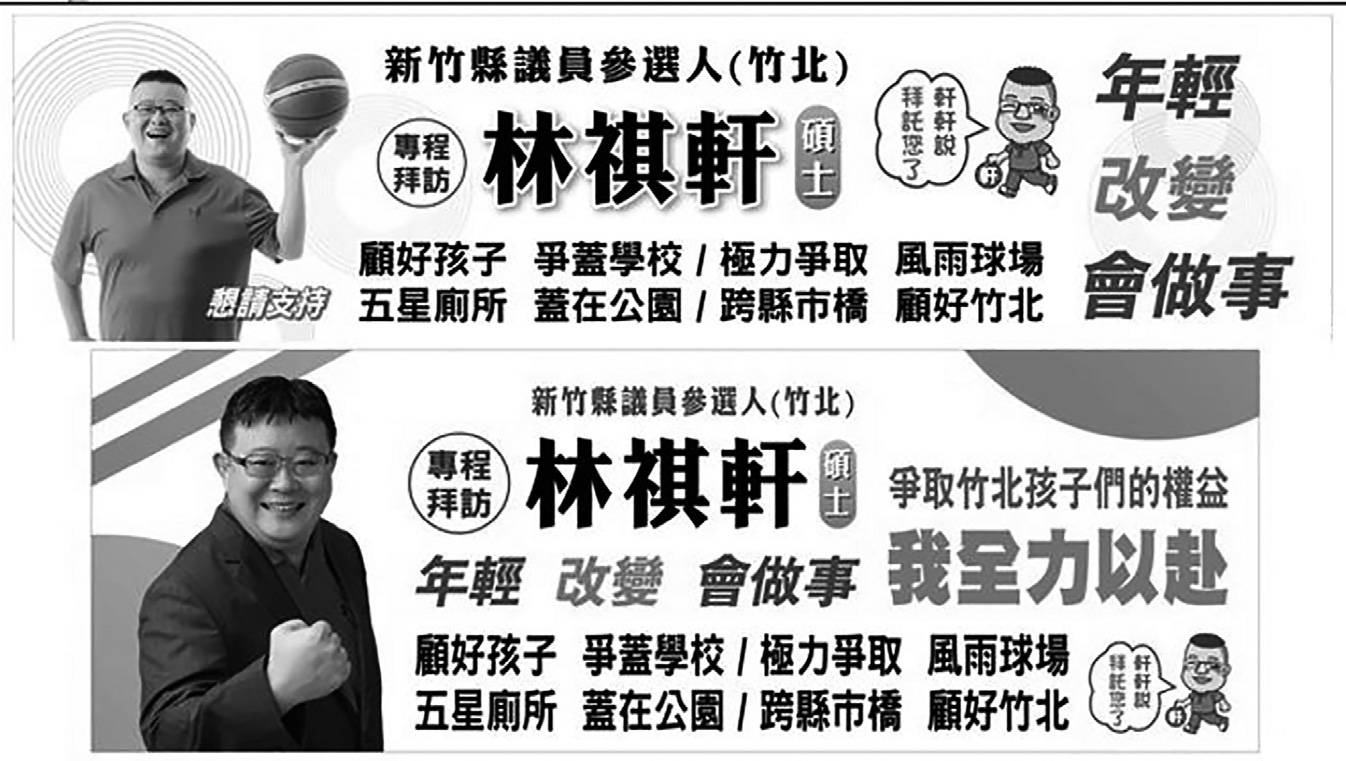 新竹縣議員參選人(竹北)
專程
拜訪
林祺軒
碩士
軒軒說
拜託您了
軒
年輕
改變
會做事
顧好孩子 爭蓋學校 / 極力爭取 風雨球場
五星廁所 蓋在公園 / 跨縣市橋 顧好竹北
懇請支持
新竹縣議員參選人(竹北)
專程
拜訪
林祺軒
碩士
爭取竹北孩子們的權益
我全力以赴
年輕 改變 會做事
顧好孩子 爭蓋學校 / 極力爭取 風雨球場
五星廁所 蓋在公園 / 跨縣市橋 顧好竹北
軒軒說
拜託您了
軒